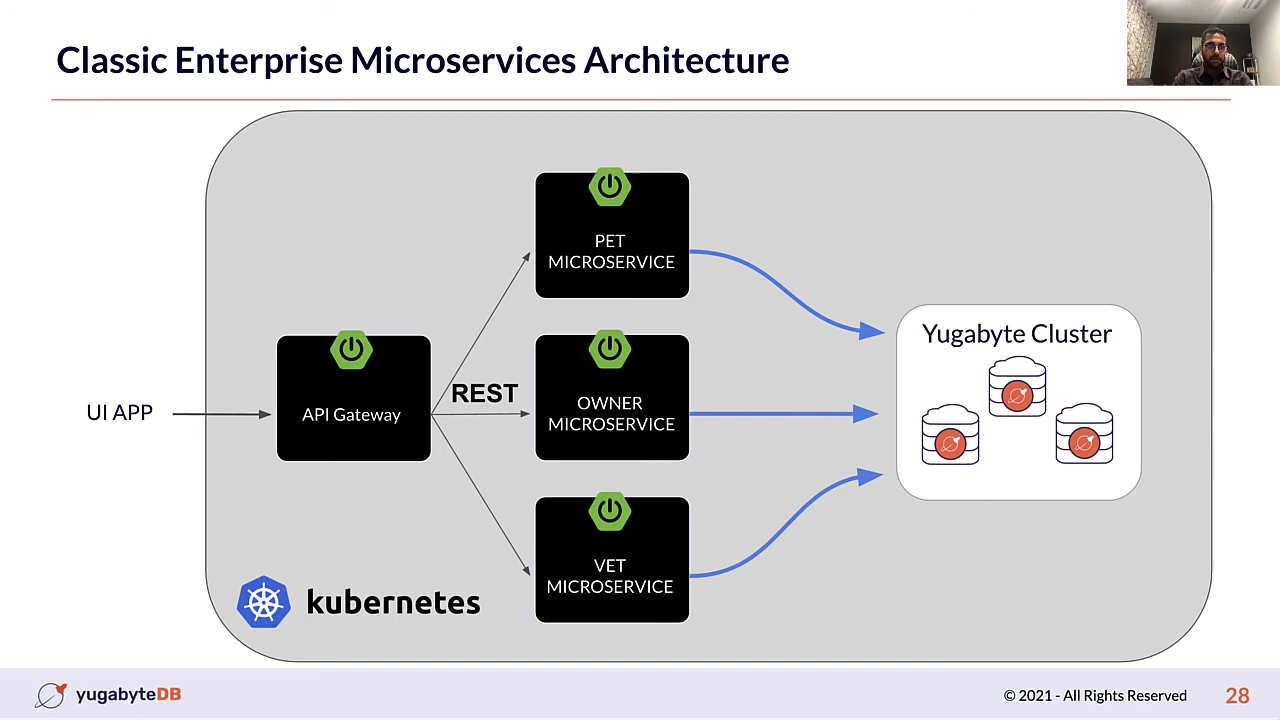 Classic Enterprise Microservices Architecture
PET
MICROSERVICE
Yugabyte Cluster
REST
UI APP
API Gateway
OWNER
MICROSERVICE
VET
MICROSERVICE
kubernetes
yugabyteDB
© 2021 - All Rights Reserved
28